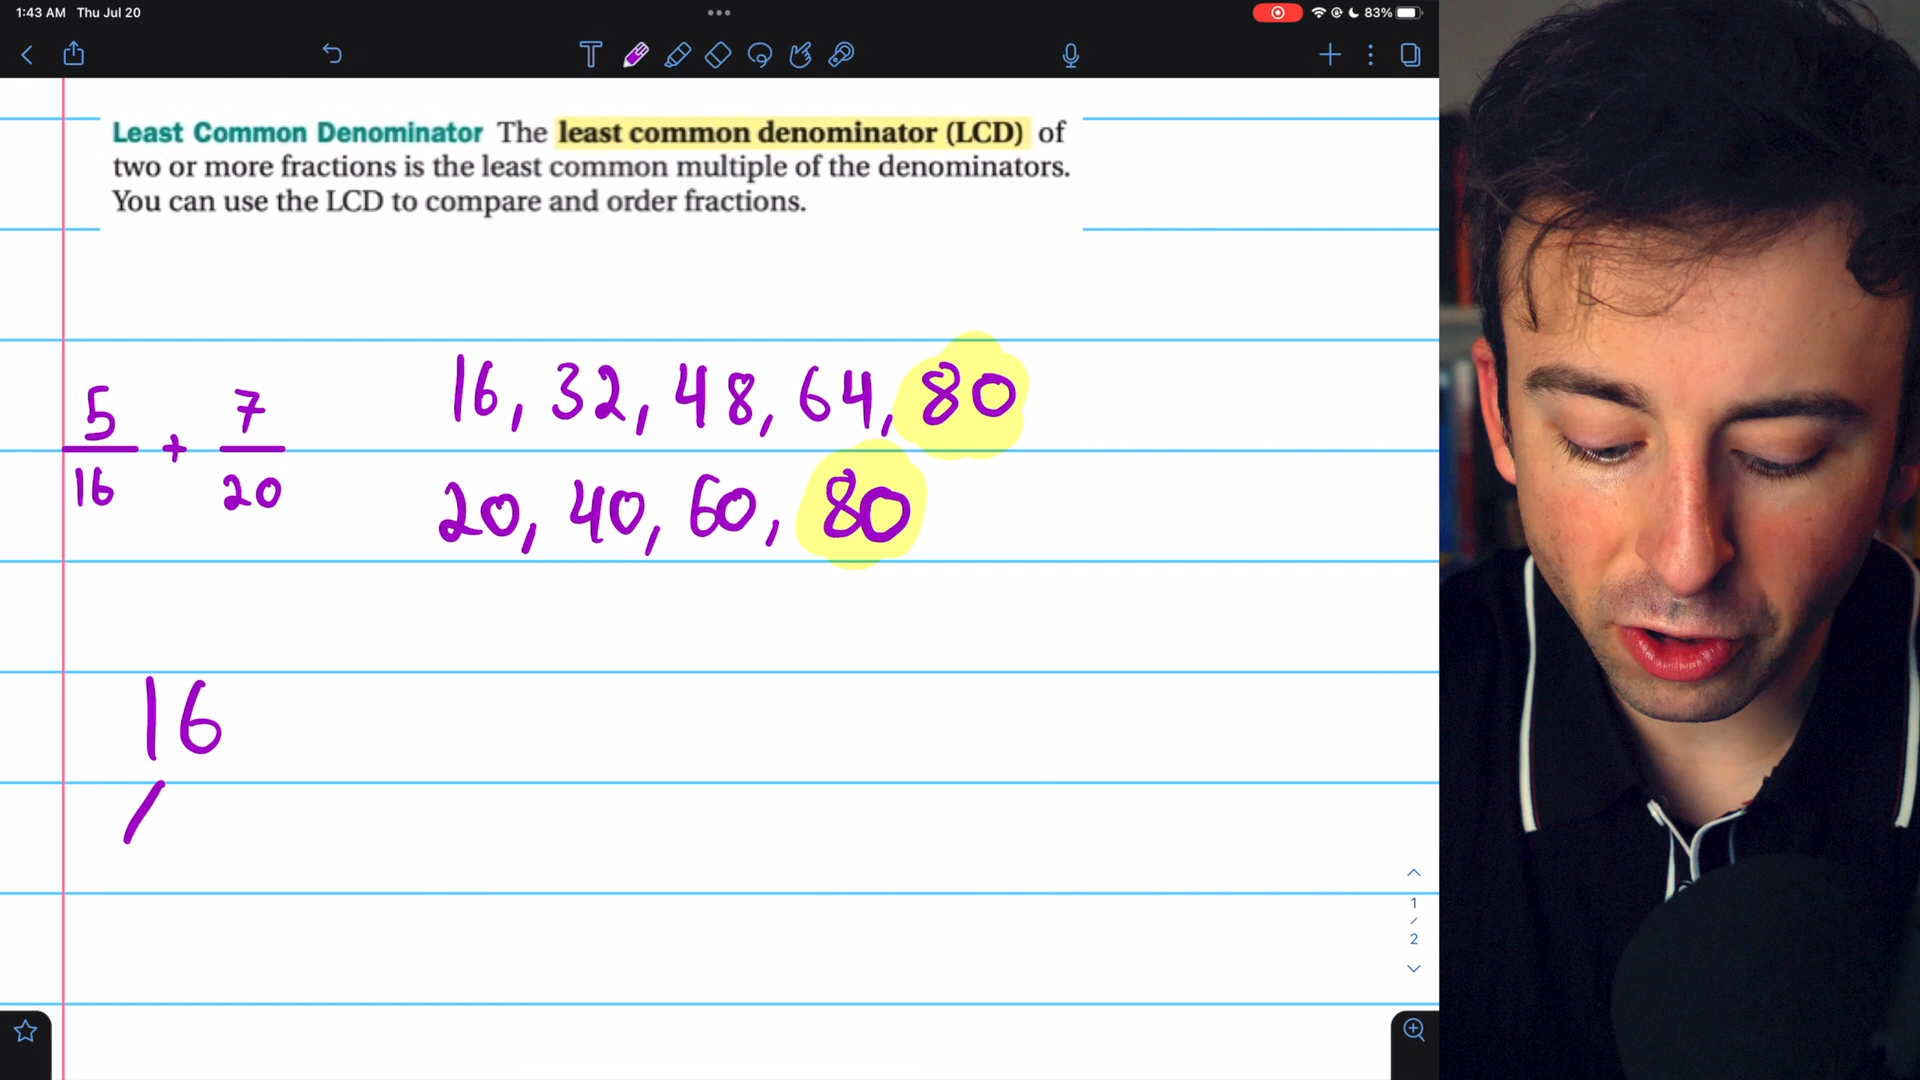 1:43 AM Thu Jul 20
83%
Least Common Denominator The least common denominator (LCD) of
two or more fractions is the least common multiple of the denominators.
You can use the LCD to compare and order fractions.
5/16 + 7/20
16, 32, 48, 64, 80
20, 40, 60, 80
16
1
/
2